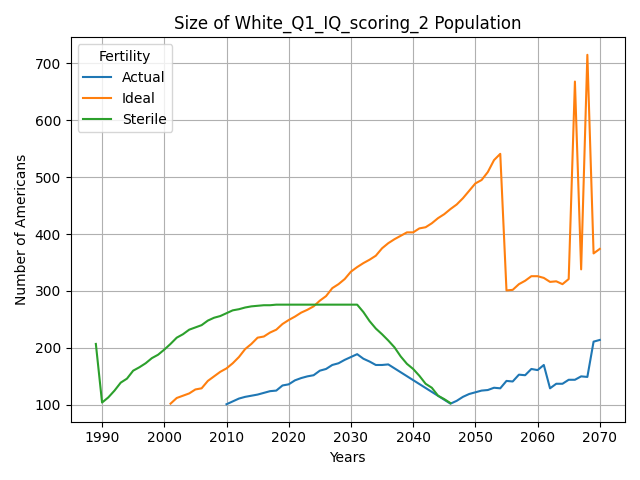 Size of White_Q1_IQ_scoring_2 Population
Fertility
Actual
Ideal
Sterile
Number of Americans
700
600
500
400
300
200
100
1990 2000 2010 2020 2030 2040 2050 2060 2070
Years